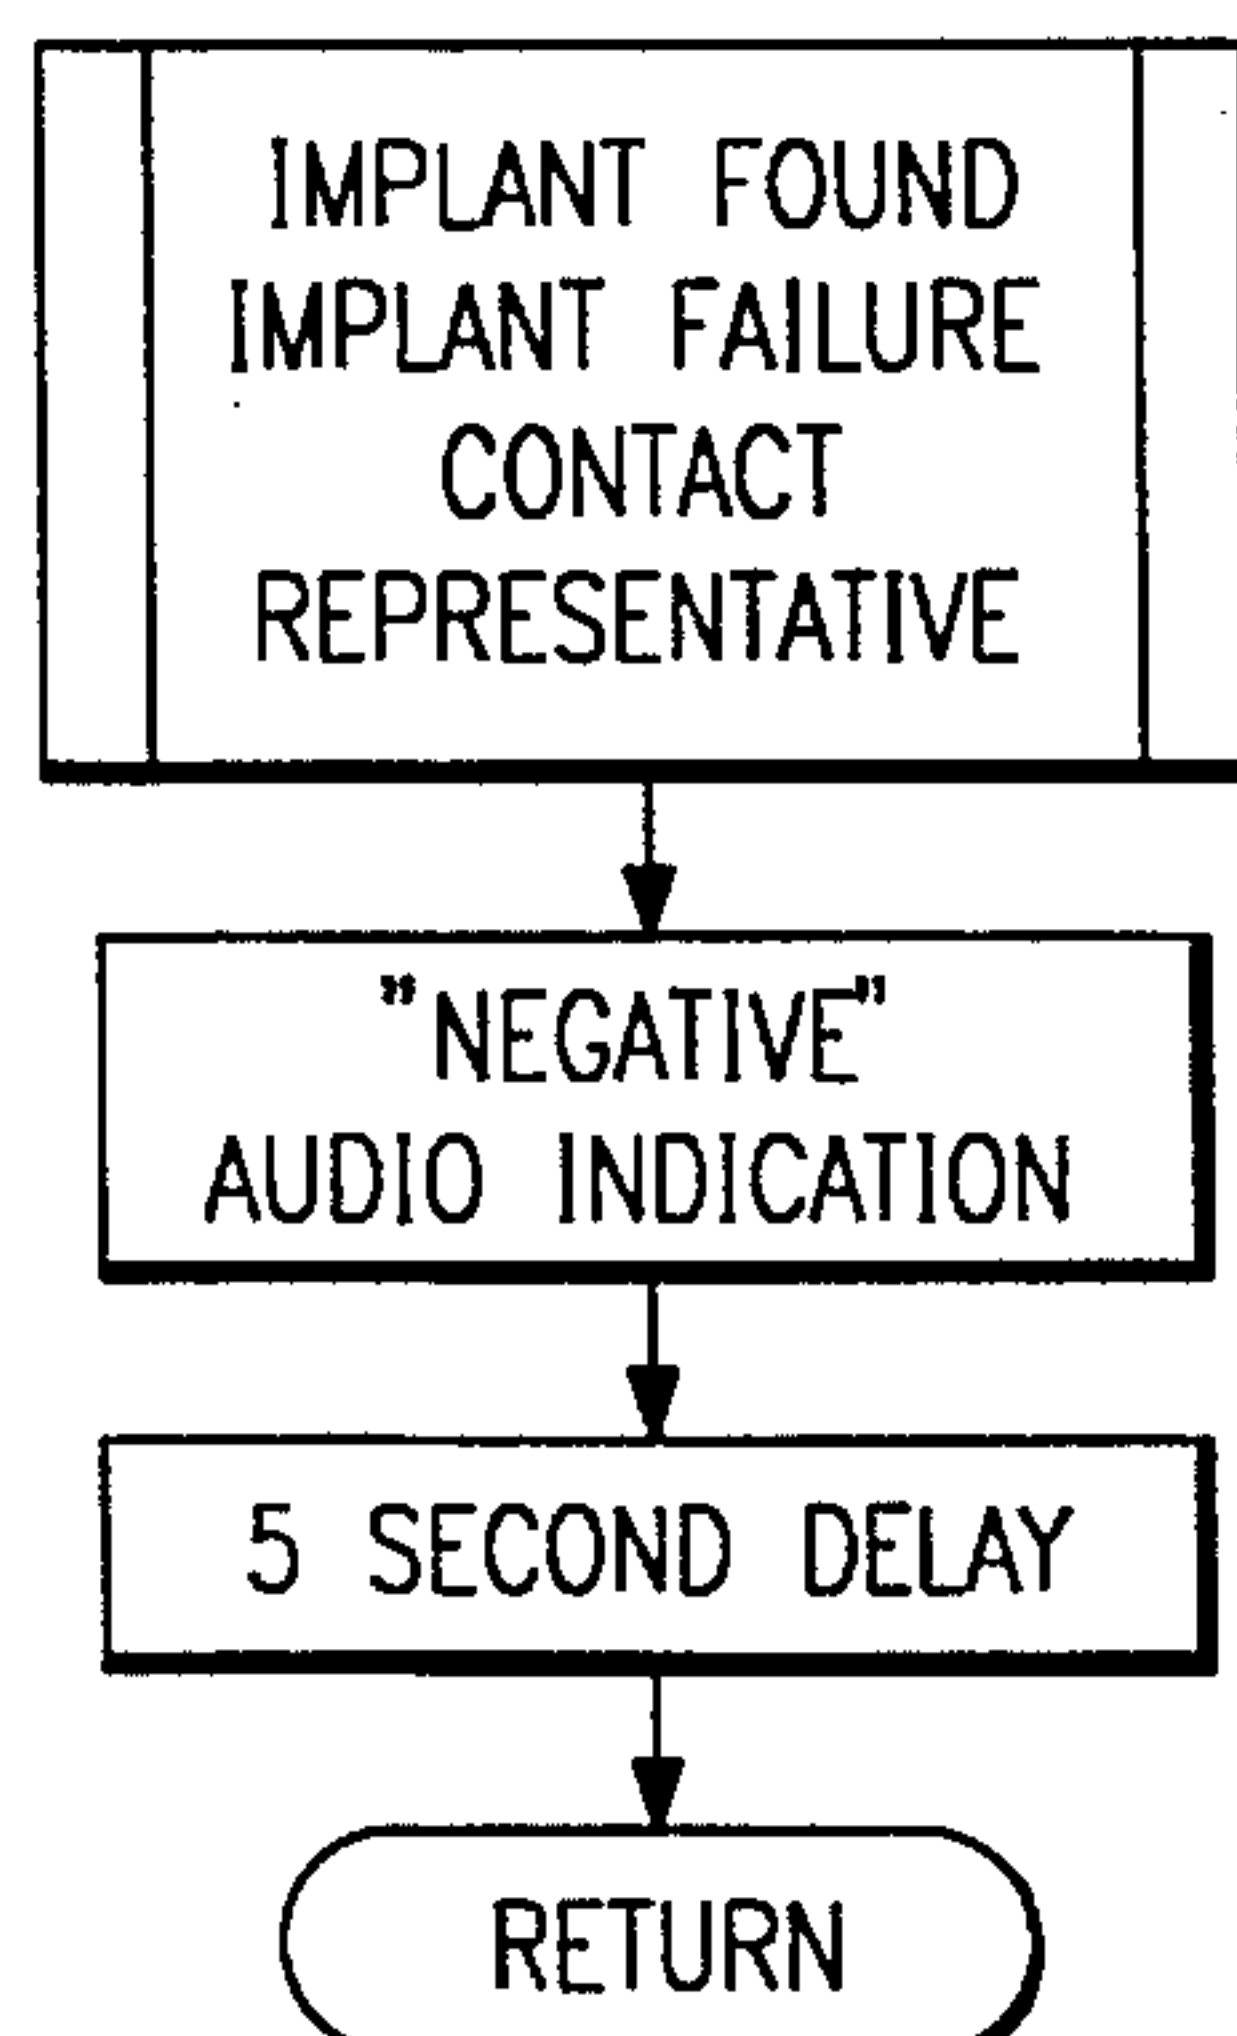 IMPLANT FOUND
IMPLANT FAILURE
CONTACT
REPRESENTATIVE
"NEGATIVE"
AUDIO INDICATION
5 SECOND DELAY
RETURN